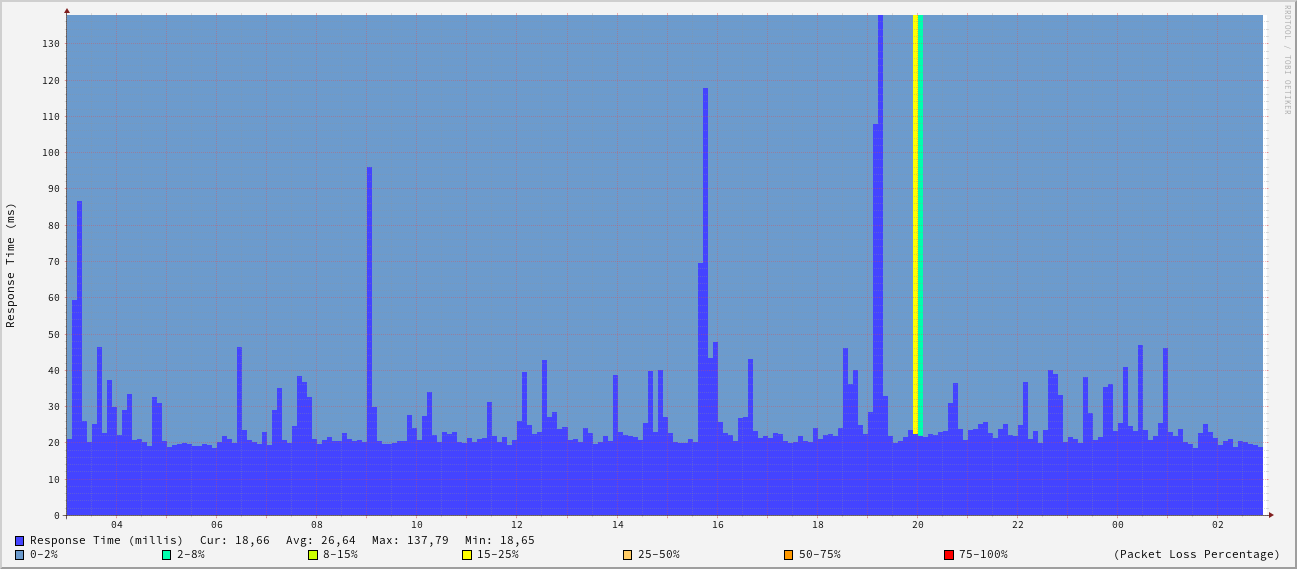 RRDTOOL / TOBI OETIKER
Response Time (ms)
130
120
110
100
90
80
70
60
50
40
30
20
10
0
04 06 08 10 12 14 16 18 20 22 00 02
Response Time (millis) Cur: 18,66 Avg: 26,64 Max: 137,79 Min: 18,65
0-2% 2-8% 8-15% 15-25% 25-50% 50-75% 75-100% (Packet Loss Percentage)